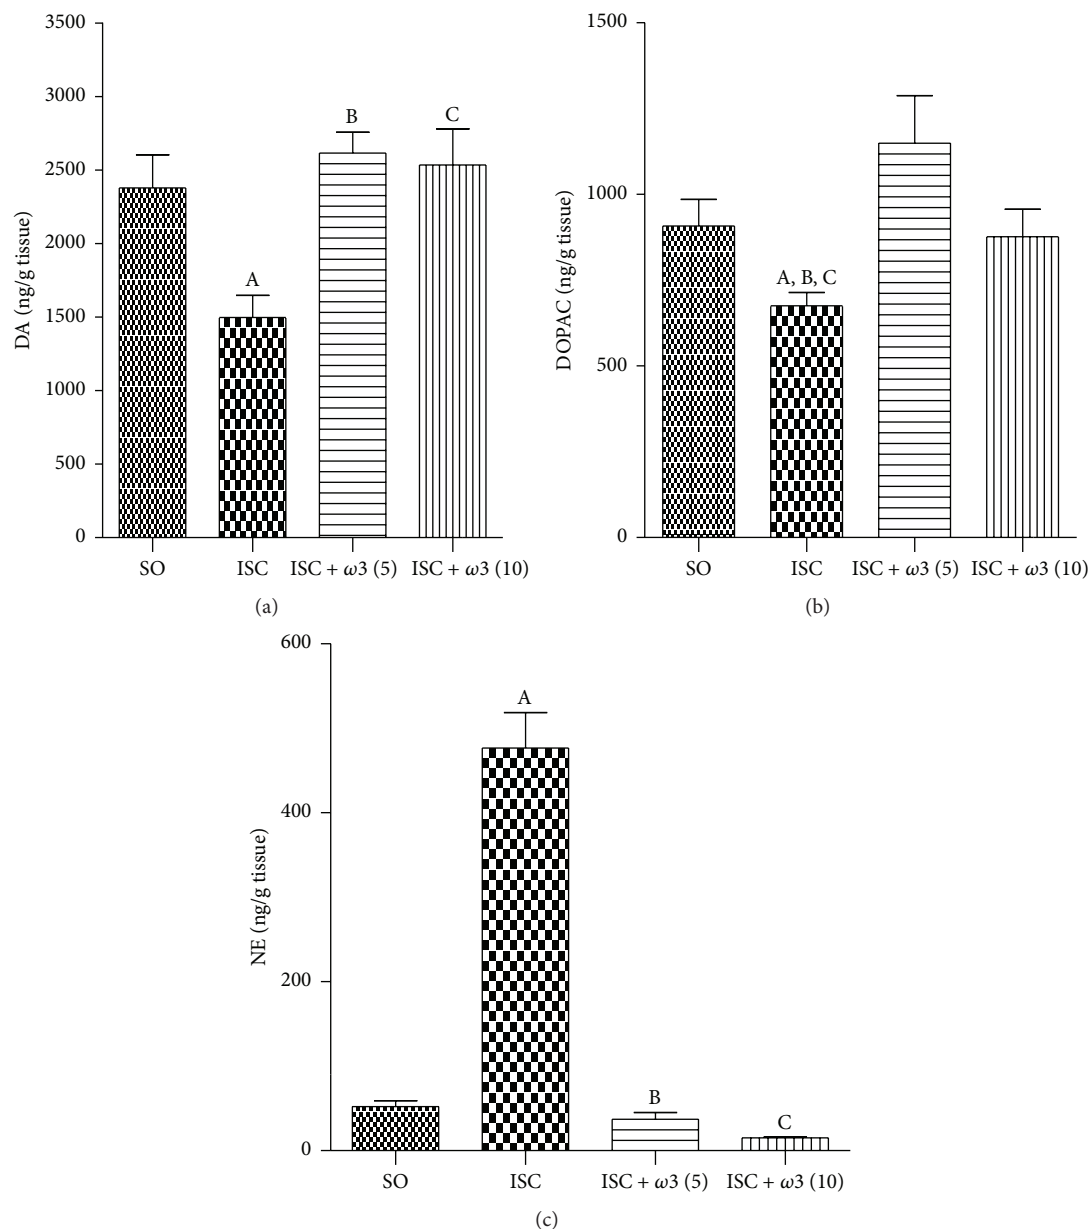 3500
3000
2500
2000
1500
1000
500
0
DA (ng/g tissue)
A
B
C
SO
ISC
ISC + ω3 (5)
ISC + ω3 (10)
(a)
1500
1000
500
0
DOPAC (ng/g tissue)
A, B, C
SO
ISC
ISC + ω3 (5)
ISC + ω3 (10)
(b)
600
400
200
0
NE (ng/g tissue)
A
B
C
SO
ISC
ISC + ω3 (5)
ISC + ω3 (10)
(c)